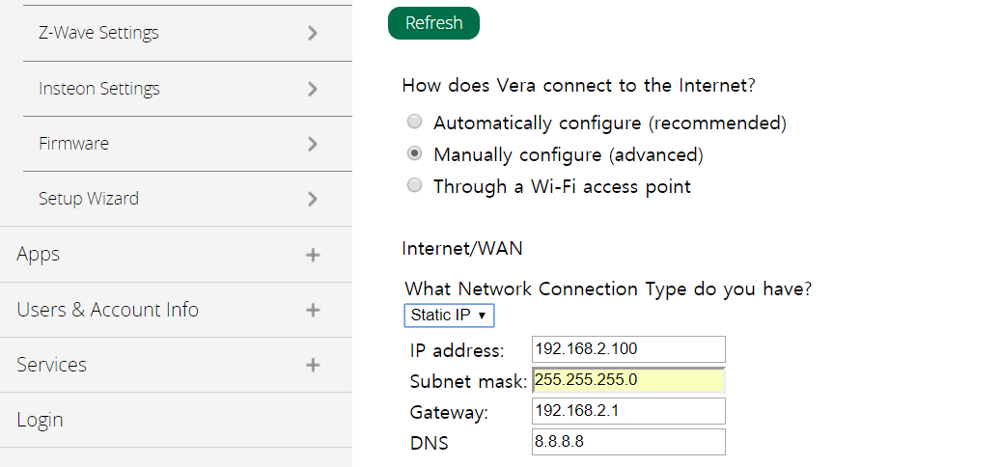 Z-Wave Settings
Insteon Settings
Firmware
Setup Wizard
Apps
Users & Account Info
Services
Login
Refresh
How does Vera connect to the Internet?
Automatically configure (recommended)
Manually configure (advanced)
Through a Wi-Fi access point
Internet/WAN
What Network Connection Type do you have?
Static IP
IP address: 192.168.2.100
Subnet mask: 255.255.255.0
Gateway: 192.168.2.1
DNS 8.8.8.8